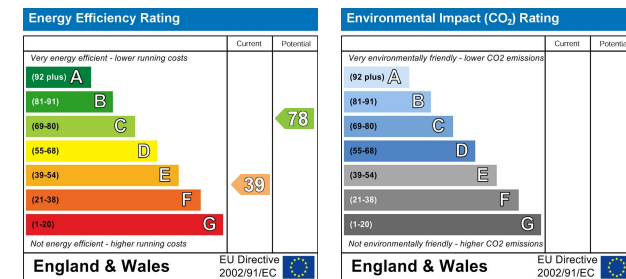 Energy Efficiency Rating
Current Potential
Very energy efficient - lower running costs
(92 plus) A
(81-91) B
(69-80) C
78
(55-68) D
(39-54) E
39
(21-38) F
(1-20) G
Not energy efficient - higher running costs
England & Wales
EU Directive
2002/91/EC
Environmental Impact (CO2) Rating
Current Potential
Very environmentally friendly - lower CO2 emissions
(92 plus) A
(81-91) B
(69-80) C
(55-68) D
(39-54) E
(21-38) F
(1-20) G
Not environmentally friendly - higher CO2 emissions
England & Wales
EU Directive
2002/91/EC